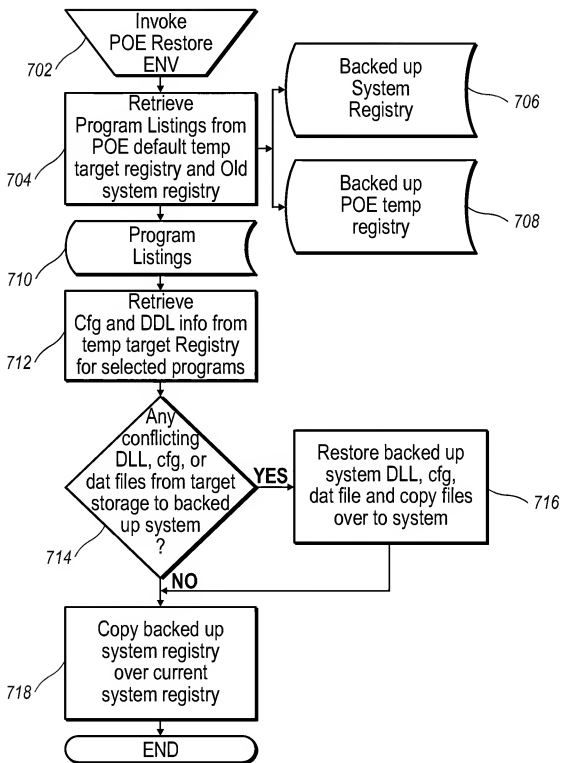 Invoke
POE Restore
ENV
702
Retrieve
Program Listings from
POE default temp
target registry and Old
system registry
704
Backed up
System
Registry
706
Backed up
POE temp
registry
708
Program
Listings
710
Retrieve
Cfg and DDL info from
temp target Registry
for selected programs
712
Any
conflicting
DLL, cfg, or
dat files from target
storage to backed
up system
?
714
YES
Restore backed up
system DLL, cfg,
dat file and copy files
over to system
716
NO
Copy backed up
system registry
over current
system registry
718
END